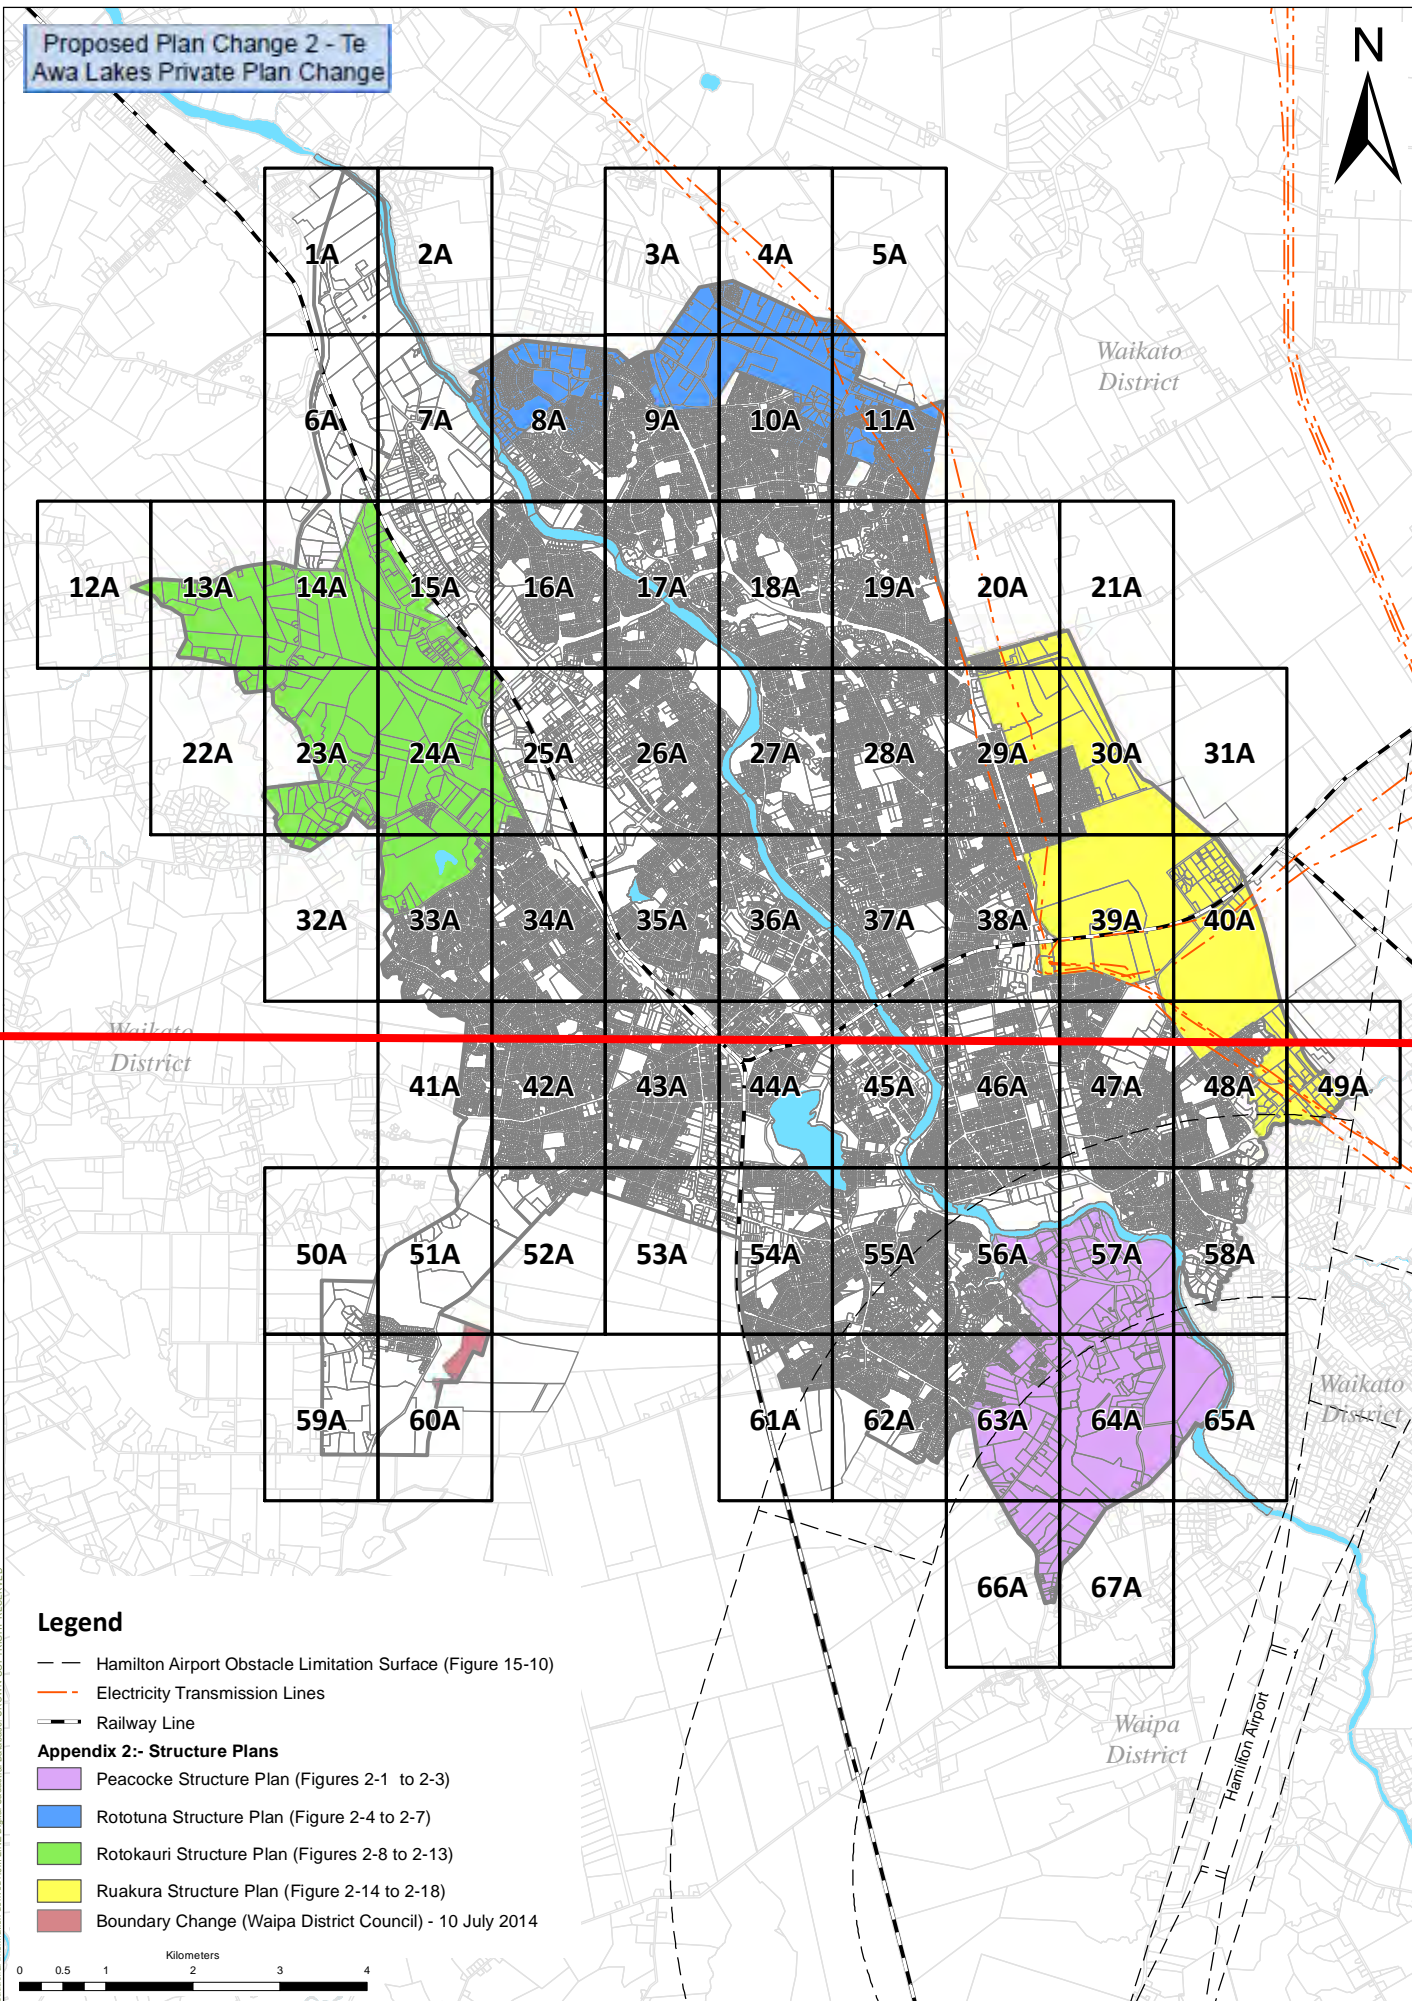 Proposed Plan Change 2 - Te
Awa Lakes Private Plan Change
N
1A 2A 3A 4A 5A
Waikato
District
6A 7A 8A 9A 10A 11A
12A 13A 14A 15A 16A 17A 18A 19A 20A 21A
22A 23A 24A 25A 26A 27A 28A 29A 30A 31A
32A 33A 34A 35A 36A 37A 38A 39A 40A
Waikato
District
41A 42A 43A 44A 45A 46A 47A 48A 49A
50A 51A 52A 53A 54A 55A 56A 57A 58A
Waikato
District
59A 60A 61A 62A 63A 64A 65A
66A 67A
Waipa
District
Hamilton Airport
Legend
Hamilton Airport Obstacle Limitation Surface (Figure 15-10)
Electricity Transmission Lines
Railway Line
Appendix 2:- Structure Plans
Peacocke Structure Plan (Figures 2-1 to 2-3)
Rototuna Structure Plan (Figure 2-4 to 2-7)
Rotokauri Structure Plan (Figures 2-8 to 2-13)
Ruakura Structure Plan (Figure 2-14 to 2-18)
Boundary Change (Waipa District Council) - 10 July 2014
Kilometers
0 0.5 1 2 3 4